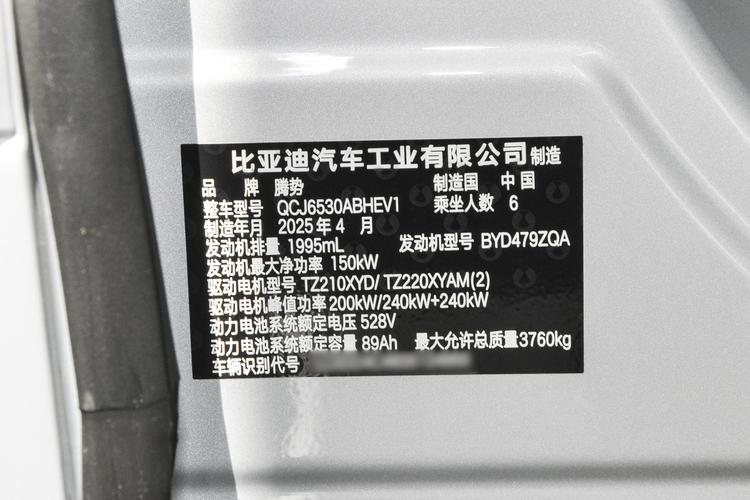 比亚迪汽车工业有限公司制造
品 牌 腾势 制造国 中国
整车型号 QCJ6530ABHEV1 乘坐人数 6
制造年月 2025年4 月
发动机排量 1995mL 发动机型号 BYD479ZQA
发动机最大净功率 150kW
驱动电机型号 TZ210XYD/ TZ220XYAM(2)
驱动电机峰值功率 200kW/240kW+240kW
动力电池系统额定电压 528V
动力电池系统额定容量 89Ah 最大允许总质量3760kg
车辆识别代号